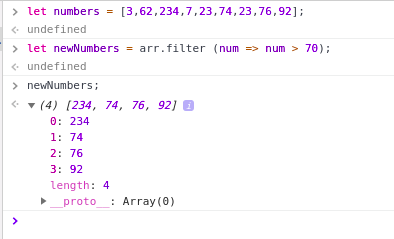 let numbers = [3,62,234,7,23,74,23,76,92];
undefined
let newNumbers = arr.filter (num => num > 70);
undefined
newNumbers;
(4) [234, 74, 76, 92] i
0: 234
1: 74
2: 76
3: 92
length: 4
__proto__: Array(0)